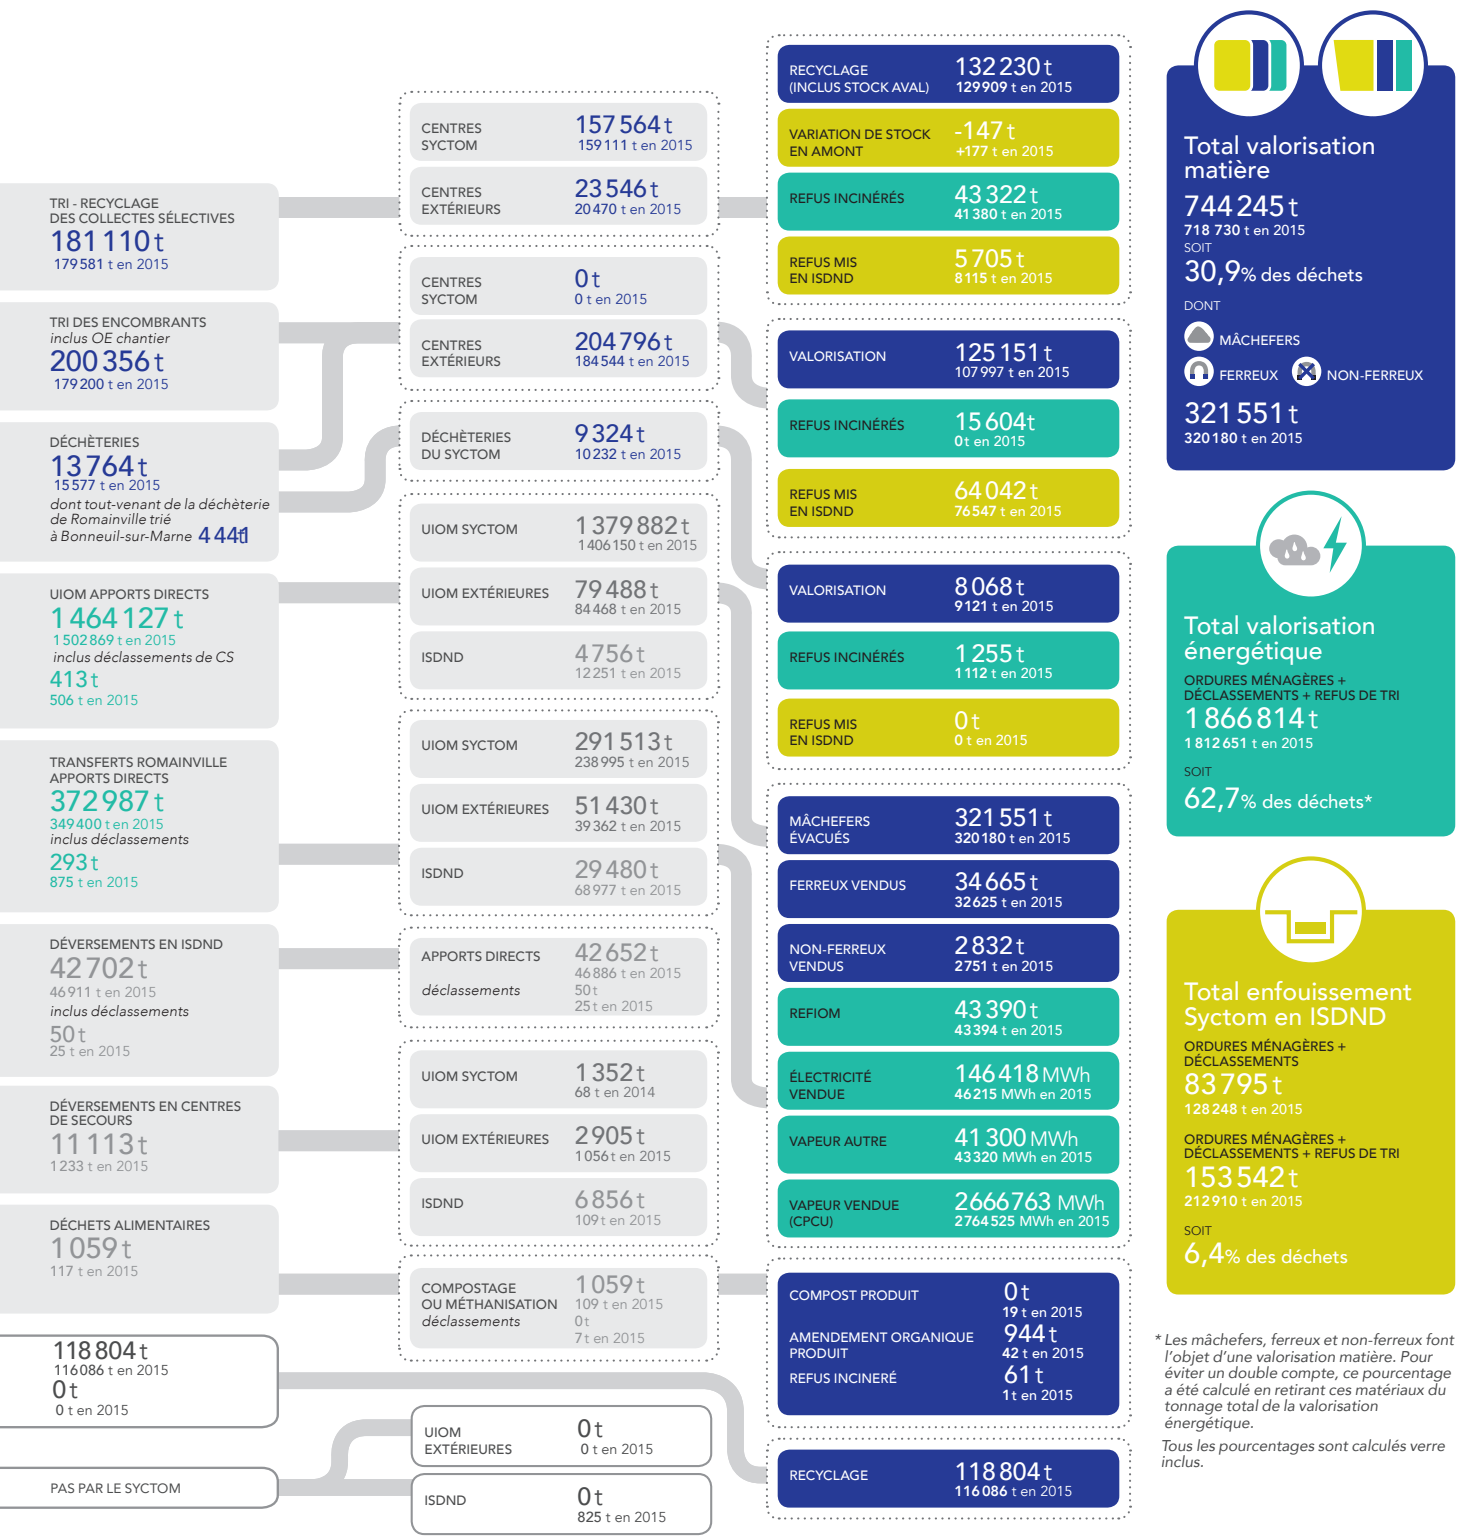 TRI - RECYCLAGE
DES COLLECTES SÉLECTIVES
181 110 t
179 581 t en 2015
TRI DES ENCOMBRANTS
inclus OE chantier
200 356 t
179 200 t en 2015
DÉCHÈTERIES
13 764 t
15 577 t en 2015
dont tout-venant de la déchèterie
de Romainville trié
à Bonneuil-sur-Marne 4 441 t
UIOM APPORTS DIRECTS
1 464 127 t
1 502 869 t en 2015
inclus déclassements de CS
413 t
506 t en 2015
TRANSFERTS ROMAINVILLE
APPORTS DIRECTS
372 987 t
349 400 t en 2015
inclus déclassements
293 t
875 t en 2015
DÉVERSEMENTS EN ISDND
42 702 t
46 911 t en 2015
inclus déclassements
50 t
25 t en 2015
DÉVERSEMENTS EN CENTRES
DE SECOURS
11 113 t
1 233 t en 2015
DÉCHETS ALIMENTAIRES
1 059 t
117 t en 2015
118 804 t
116 086 t en 2015
0 t
0 t en 2015
PAS PAR LE SYCTOM
CENTRES
SYCTOM
157 564 t
159 111 t en 2015
CENTRES
EXTÉRIEURS
23 546 t
20 470 t en 2015
CENTRES
SYCTOM
0 t
0 t en 2015
CENTRES
EXTÉRIEURS
204 796 t
184 544 t en 2015
DÉCHÈTERIES
DU SYCTOM
9 324 t
10 232 t en 2015
UIOM SYCTOM
1 379 882 t
1 406 150 t en 2015
UIOM EXTÉRIEURES
79 488 t
84 468 t en 2015
ISDND
4 756 t
12 251 t en 2015
UIOM SYCTOM
291 513 t
238 995 t en 2015
UIOM EXTÉRIEURES
51 430 t
39 362 t en 2015
ISDND
29 480 t
68 977 t en 2015
APPORTS DIRECTS
42 652 t
46 886 t en 2015
déclassements
50 t
25 t en 2015
UIOM SYCTOM
1 352 t
68 t en 2014
UIOM EXTÉRIEURES
2 905 t
1 056 t en 2015
ISDND
6 856 t
109 t en 2015
COMPOSTAGE
OU MÉTHANISATION
déclassements
1 059 t
109 t en 2015
0 t
7 t en 2015
UIOM
EXTÉRIEURES
0 t
0 t en 2015
ISDND
0 t
825 t en 2015
RECYCLAGE
(INCLUS STOCK AVAL)
132 230 t
129 909 t en 2015
VARIATION DE STOCK
EN AMONT
-147 t
+177 t en 2015
REFUS INCINÉRÉS
43 322 t
41 380 t en 2015
REFUS MIS
EN ISDND
5 705 t
8 115 t en 2015
VALORISATION
125 151 t
107 997 t en 2015
REFUS INCINÉRÉS
15 604 t
0 t en 2015
REFUS MIS
EN ISDND
64 042 t
76 547 t en 2015
VALORISATION
8 068 t
9 121 t en 2015
REFUS INCINÉRÉS
1 255 t
1 112 t en 2015
REFUS MIS
EN ISDND
0 t
0 t en 2015
MÂCHEFERS
ÉVACUÉS
321 551 t
320 180 t en 2015
FERREUX VENDUS
34 665 t
32 625 t en 2015
NON-FERREUX
VENDUS
2 832 t
2 751 t en 2015
REFIOM
43 390 t
43 394 t en 2015
ÉLECTRICITÉ
VENDUE
146 418 MWh
46 215 MWh en 2015
VAPEUR AUTRE
41 300 MWh
43 320 MWh en 2015
VAPEUR VENDUE
(CPCU)
2666763 MWh
2 764 525 MWh en 2015
COMPOST PRODUIT
0 t
19 t en 2015
AMENDEMENT ORGANIQUE
PRODUIT
944 t
42 t en 2015
REFUS INCINERÉ
61 t
1 t en 2015
RECYCLAGE
118 804 t
116 086 t en 2015
Total valorisation
matière
744 245 t
718 730 t en 2015
SOIT
30,9% des déchets
DONT
MÂCHEFERS
FERREUX NON-FERREUX
321 551 t
320 180 t en 2015
Total valorisation
énergétique
ORDURES MÉNAGÈRES +
DÉCLASSEMENTS + REFUS DE TRI
1 866 814 t
1 812 651 t en 2015
SOIT
62,7% des déchets*
Total enfouissement
Syctom en ISDND
ORDURES MÉNAGÈRES +
DÉCLASSEMENTS
83 795 t
128 248 t en 2015
ORDURES MÉNAGÈRES +
DÉCLASSEMENTS + REFUS DE TRI
153 542 t
212 910 t en 2015
SOIT
6,4% des déchets
* Les mâchefers, ferreux et non-ferreux font
l'objet d'une valorisation matière. Pour
éviter un double compte, ce pourcentage
a été calculé en retirant ces matériaux du
tonnage total de la valorisation
énergétique.
Tous les pourcentages sont calculés verre
inclus.